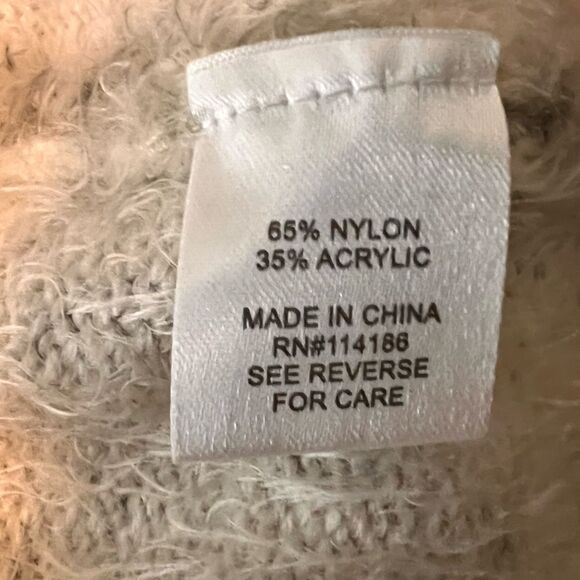 65% NYLON
35% ACRYLIC
MADE IN CHINA
RN#114186
SEE REVERSE
FOR CARE